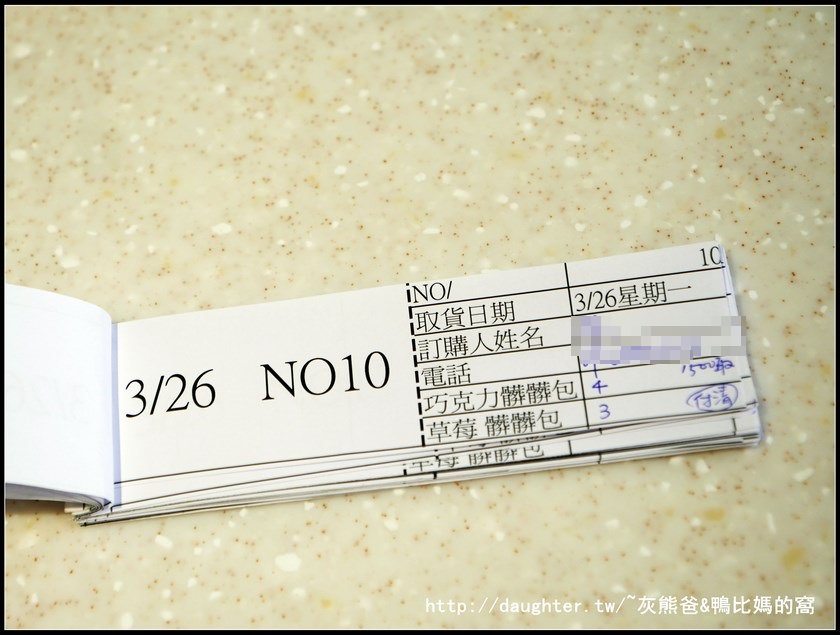 3/26 NO10
NO/ 10
取貨日期 3/26星期一
訂購人姓名
電話
巧克力髒髒包 4
草莓 髒髒包 3 付清
http://daughter.tw/~灰熊爸&鴨比媽的窩